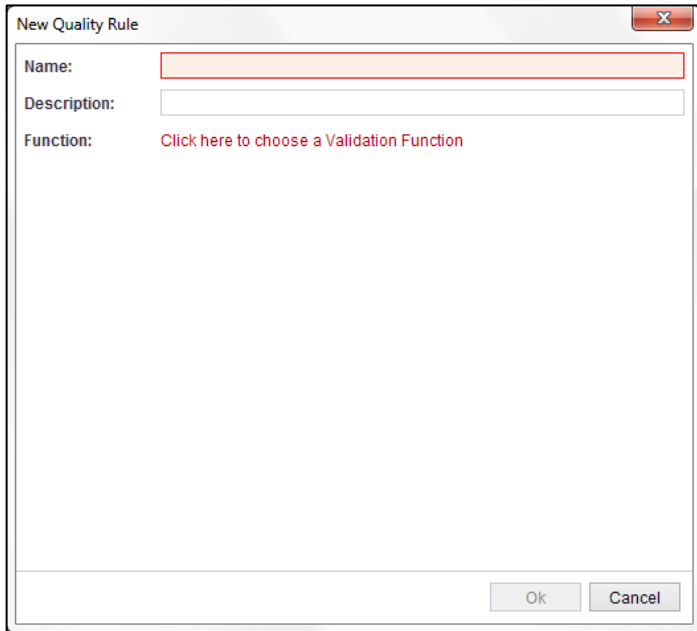 New Quality Rule
Name:
Description:
Function: Click here to choose a Validation Function
Ok Cancel